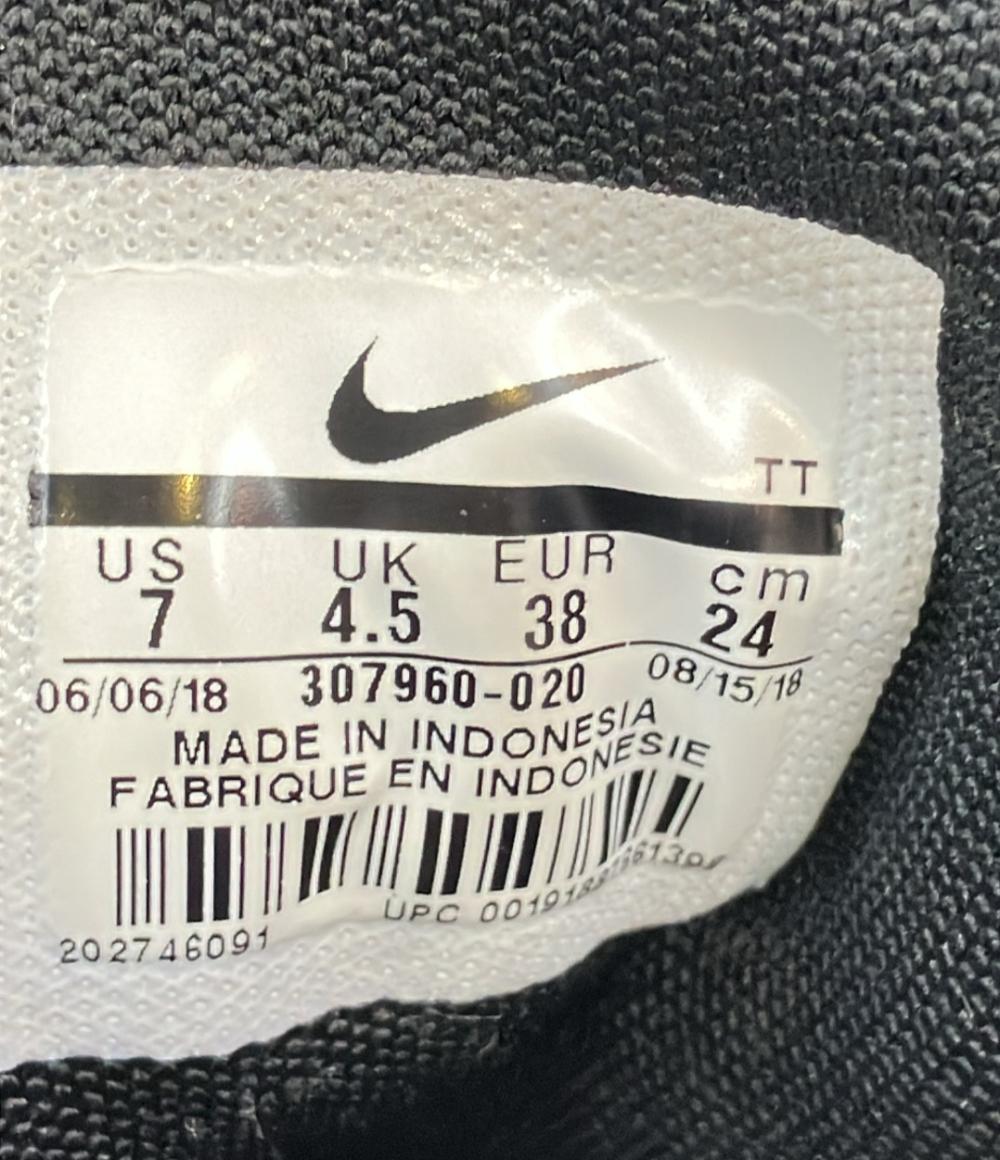 TT
US UK EUR cm
7 4.5 38 24
06/06/18 307960-020 08/15/18
MADE IN INDONESIA
FABRIQUE EN INDONESIE
UPC
202746091